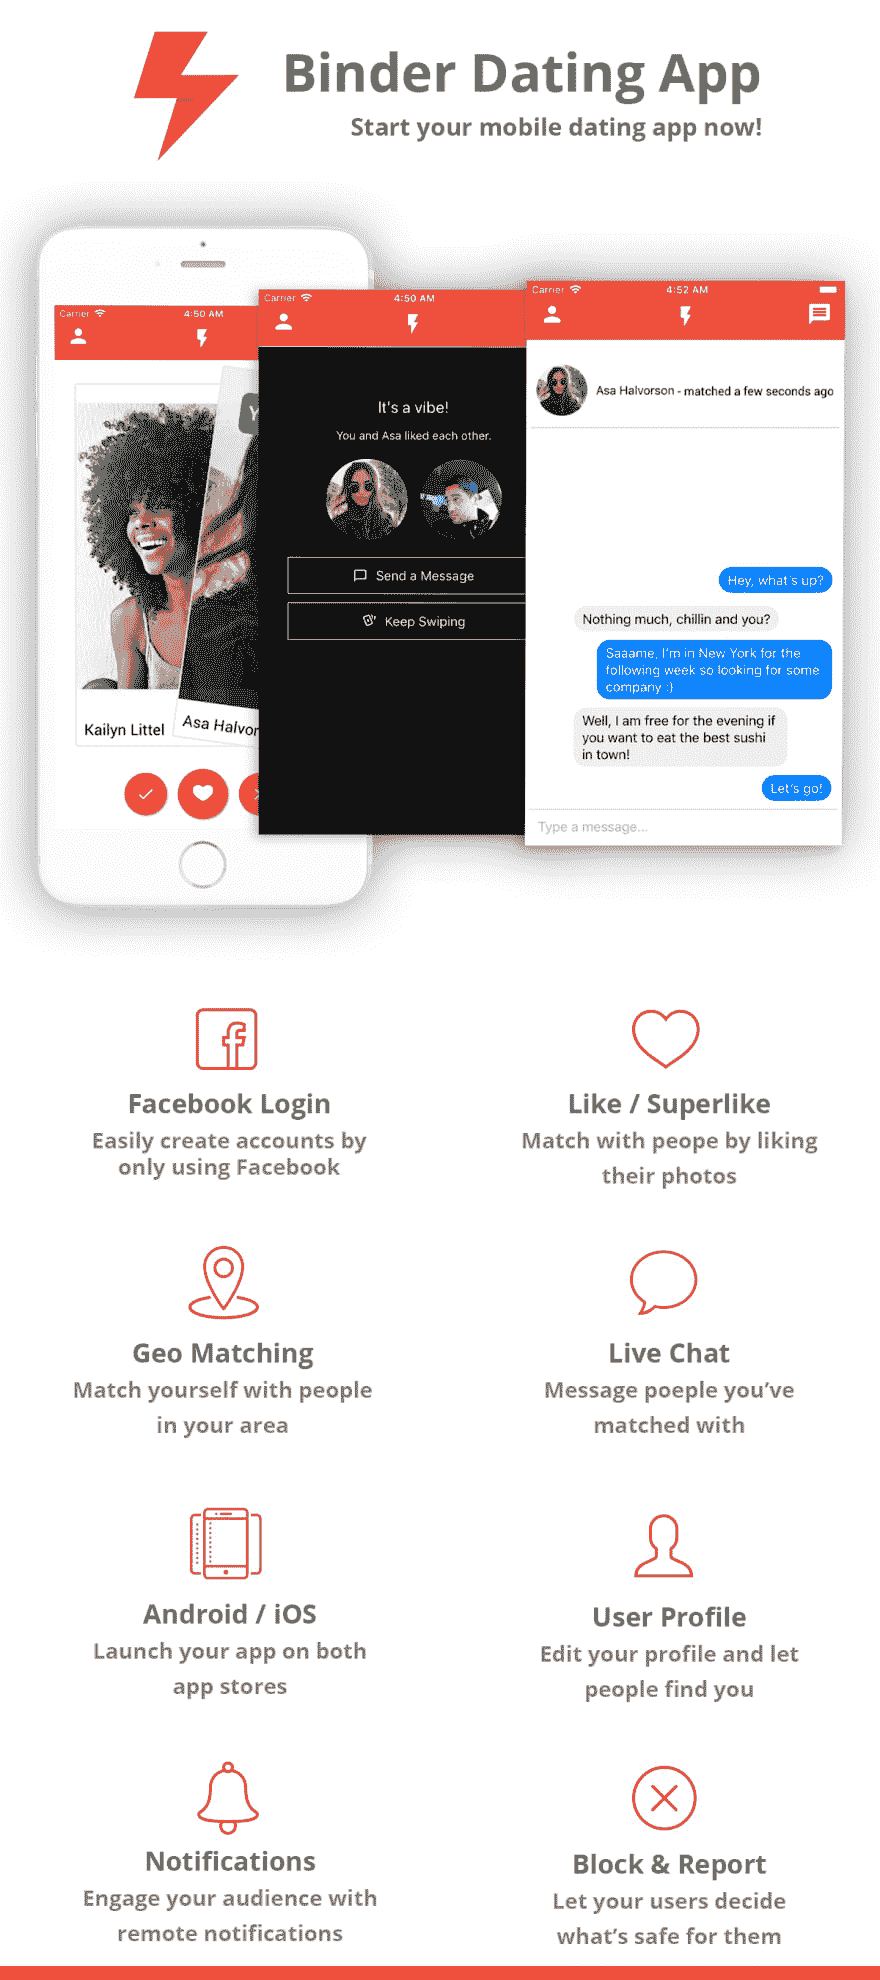 Binder Dating App
Start your mobile dating app now!
Carrier
4:50 AM
Kailyn Littel
Asa Halvor
Carrier
4:50 AM
It's a vibe!
You and Asa liked each other.
Send a Message
Keep Swiping
Carrier
4:52 AM
Asa Halvorson - matched a few seconds ago
Hey, what's up?
Nothing much, chillin and you?
Saaame, I'm in New York for the
following week so looking for some
company :)
Well, I am free for the evening if
you want to eat the best sushi
in town!
Let's go!
Type a message...
Facebook Login
Easily create accounts by
only using Facebook
Like / Superlike
Match with peope by liking
their photos
Geo Matching
Match yourself with people
in your area
Live Chat
Message poeple you've
matched with
Android / iOS
Launch your app on both
app stores
User Profile
Edit your profile and let
people find you
Notifications
Engage your audience with
remote notifications
Block & Report
Let your users decide
what's safe for them